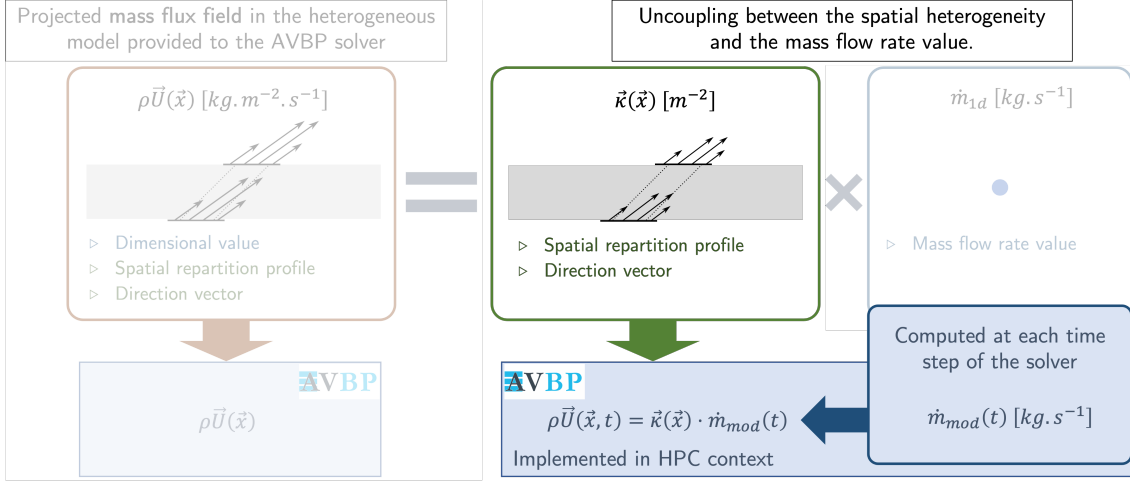 Projected mass flux field in the heterogeneous
model provided to the AVBP solver
Uncoupling between the spatial heterogeneity
and the mass flow rate value.
ρU⃗(x⃗) [kg.m⁻².s⁻¹]
▷ Dimensional value
▷ Spatial repartition profile
▷ Direction vector
=
κ⃗(x⃗) [m⁻²]
▷ Spatial repartition profile
▷ Direction vector
×
ṁ₁d [kg.s⁻¹]
▷ Mass flow rate value
AVBP
ρU⃗(x⃗)
AVBP
ρU⃗(x⃗, t) = κ⃗(x⃗) · ṁmod(t)
Implemented in HPC context
Computed at each time
step of the solver
ṁmod(t) [kg.s⁻¹]